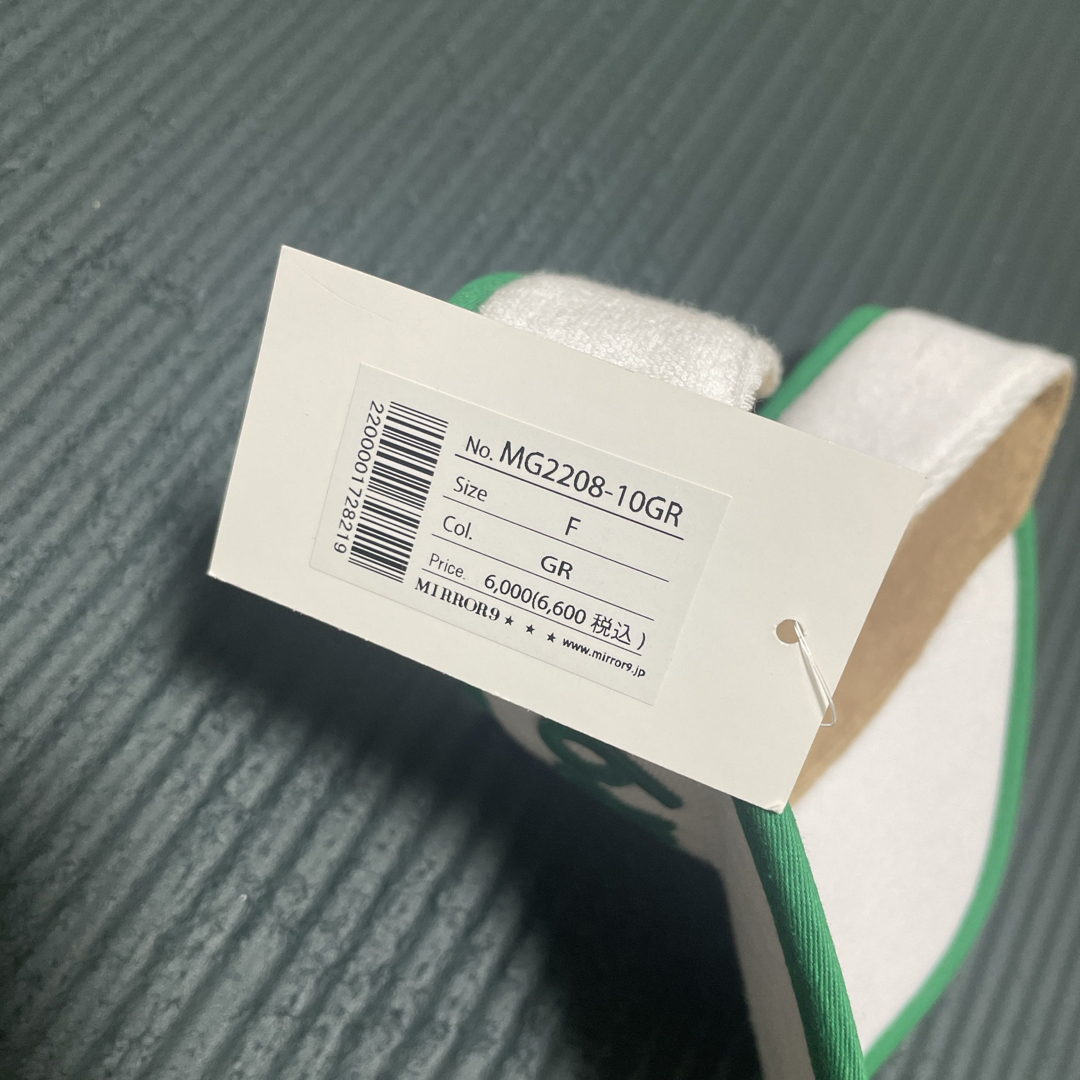 No. MG2208-10GR
Size F
Col. GR
Price. 6,000(6,600 税込)
MIRROR9★ ★ ★ www.mirror9.jp
2200001728219